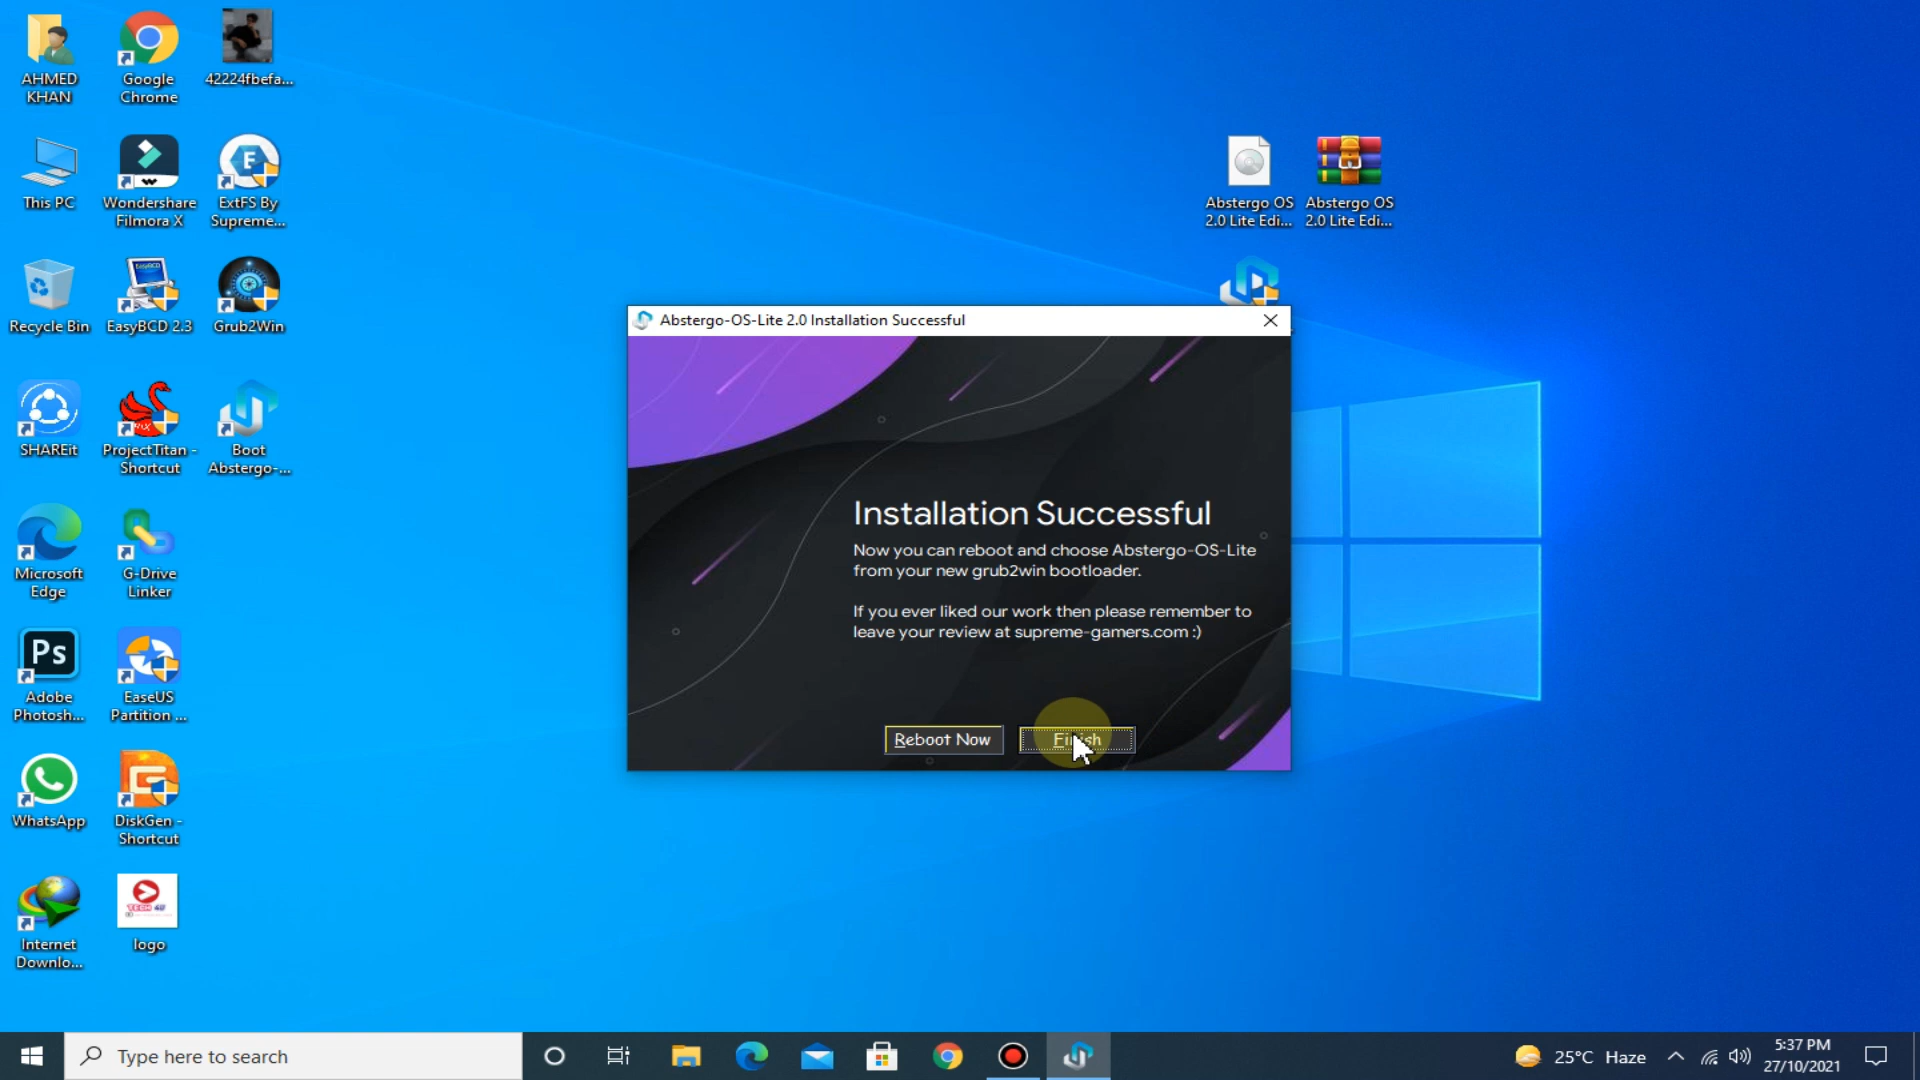 AHMED
KHAN
Google
Chrome
42224fbefa...
This PC
Wondershare
Filmora X
ExtFS By
Supreme...
Recycle Bin
EasyBCD 2.3
Grub2Win
SHAREit
ProjectTitan -
Shortcut
Boot
Abstergo-...
Microsoft
Edge
G-Drive
Linker
Ps
Adobe
Photosh...
EaseUS
Partition ...
WhatsApp
DiskGen -
Shortcut
Internet
Downlo...
TECH 4U
logo
Abstergo OS
2.0 Lite Edi...
Abstergo OS
2.0 Lite Edi...
Abstergo-OS-Lite 2.0 Installation Successful
Installation Successful
Now you can reboot and choose Abstergo-OS-Lite
from your new grub2win bootloader.
If you ever liked our work then please remember to
leave your review at supreme-gamers.com :)
Reboot Now
Finish
Type here to search
25°C Haze
5:37 PM
27/10/2021